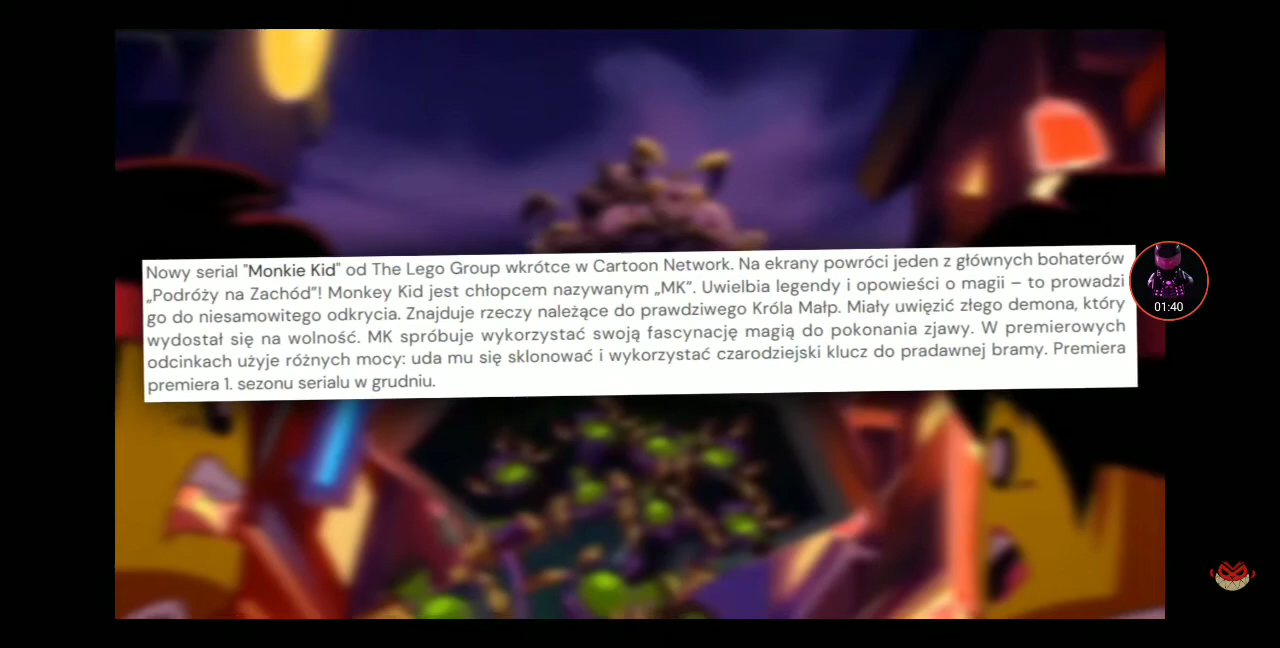 Nowy serial "Monkie Kid" od The Lego Group wkrótce w Cartoon Network. Na ekrany powróci jeden z głównych bohaterów
„Podróży na Zachód”! Monkey Kid jest chłopcem nazywanym „MK”. Uwielbia legendy i opowieści o magii – to prowadzi
go do niesamowitego odkrycia. Znajduje rzeczy należące do prawdziwego Króla Małp. Miały uwięzić złego demona, który
wydostał się na wolność. MK spróbuje wykorzystać swoją fascynację magią do pokonania zjawy. W premierowych
odcinkach użyje różnych mocy: uda mu się sklonować i wykorzystać czarodziejski klucz do pradawnej bramy. Premiera
premiera 1. sezonu serialu w grudniu.
01:40